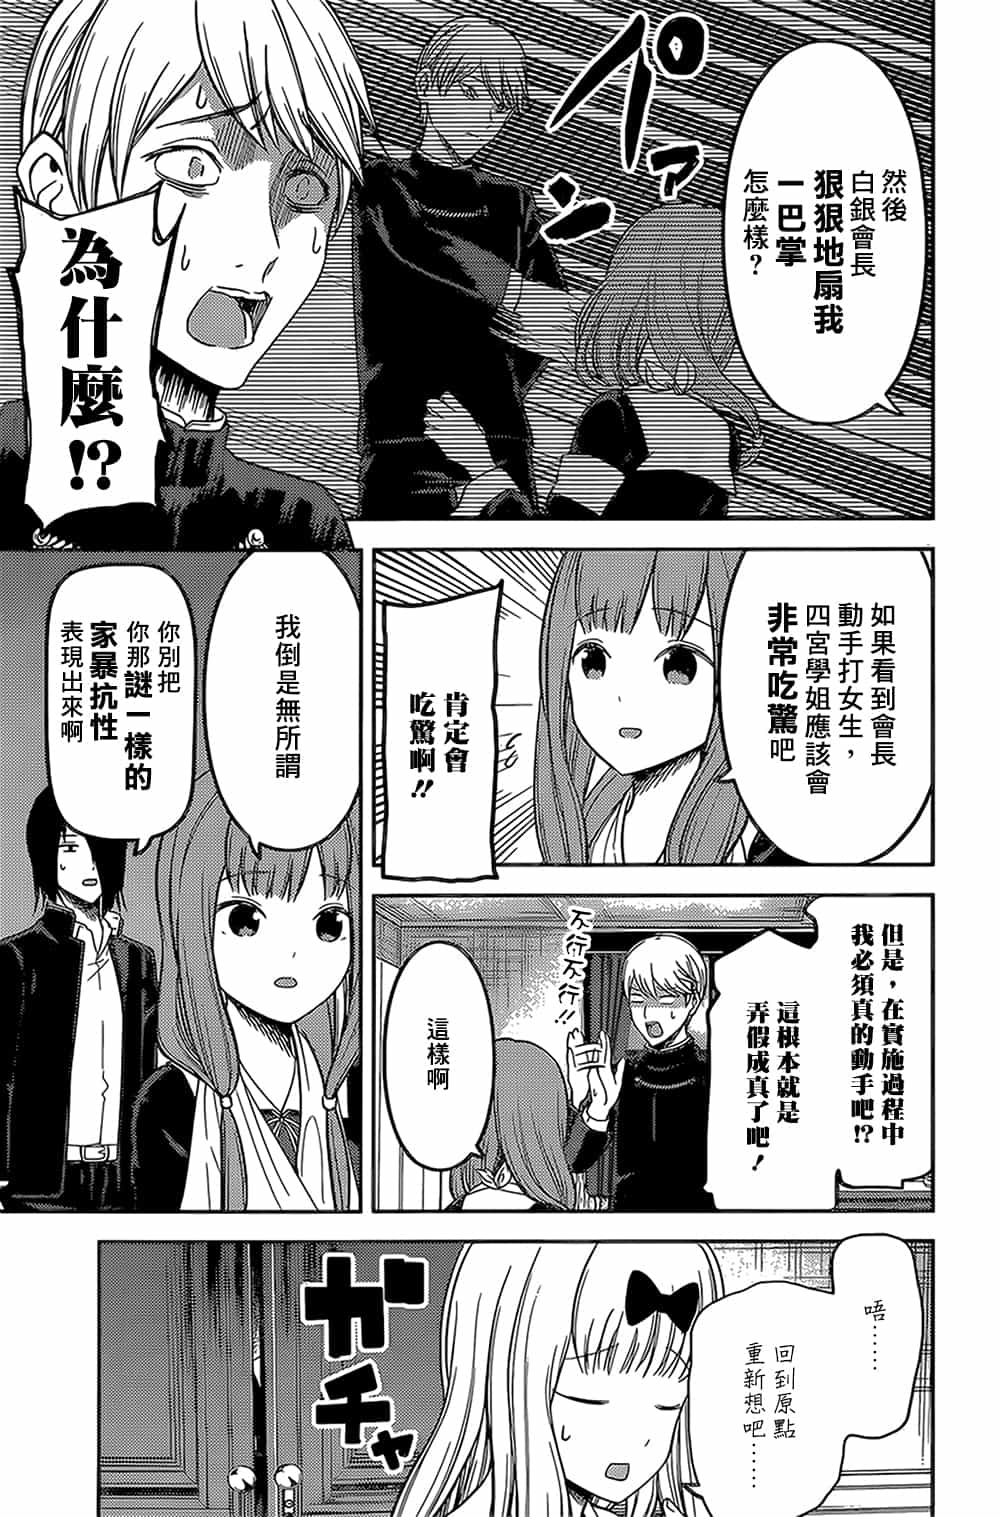 然後
白銀會長
狠狠地扇我
一巴掌
怎麼樣?
パァン
為什麼!?
如果看到會長
動手打女生，
四宮學姐應該會
非常吃驚吧
肯定會
吃驚啊!!
我倒是無所謂
你別把
你那謎一樣的
家暴抗性
表現出來啊
但是，在實施過程中
我必須真的動手吧!?
這根本就是
弄假成真了吧!
不行不行!!
這樣啊
唔……
回到原點
重新想吧……
ガチャ